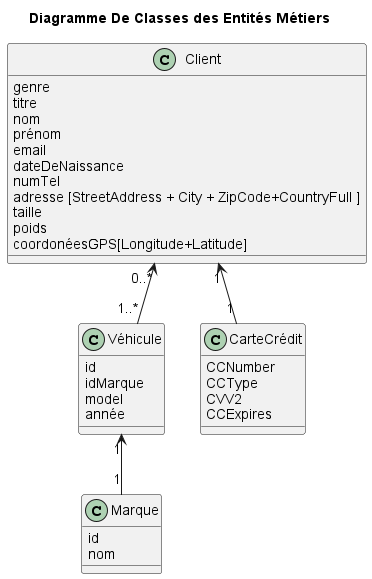 Diagramme De Classes des Entités Métiers
C Client
genre
titre
nom
prénom
email
dateDeNaissance
numTel
adresse [StreetAddress + City + ZipCode+CountryFull ]
taille
poids
coordonéesGPS[Longitude+Latitude]
0..* 1
1..* 1
C Véhicule C CarteCrédit
id
idMarque
model
année
CCNumber
CCType
CVV2
CCExpires
1
1
C Marque
id
nom